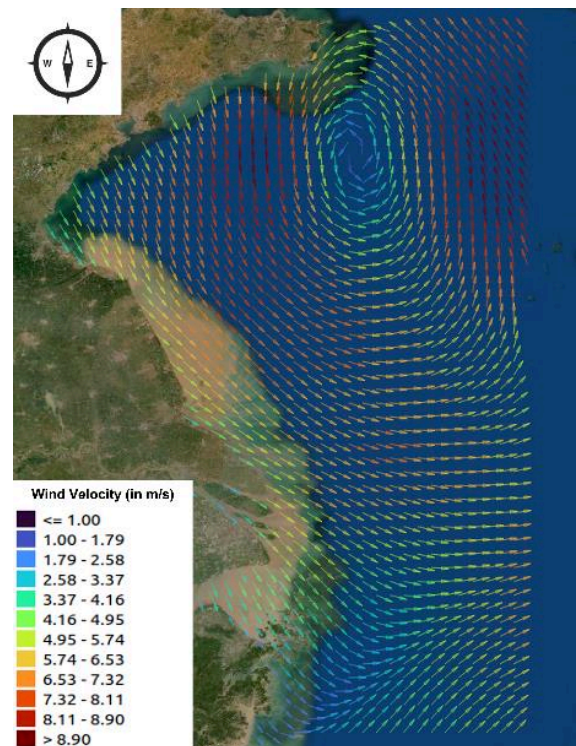 W E
Wind Velocity (in m/s)
<= 1.00
1.00 - 1.79
1.79 - 2.58
2.58 - 3.37
3.37 - 4.16
4.16 - 4.95
4.95 - 5.74
5.74 - 6.53
6.53 - 7.32
7.32 - 8.11
8.11 - 8.90
> 8.90